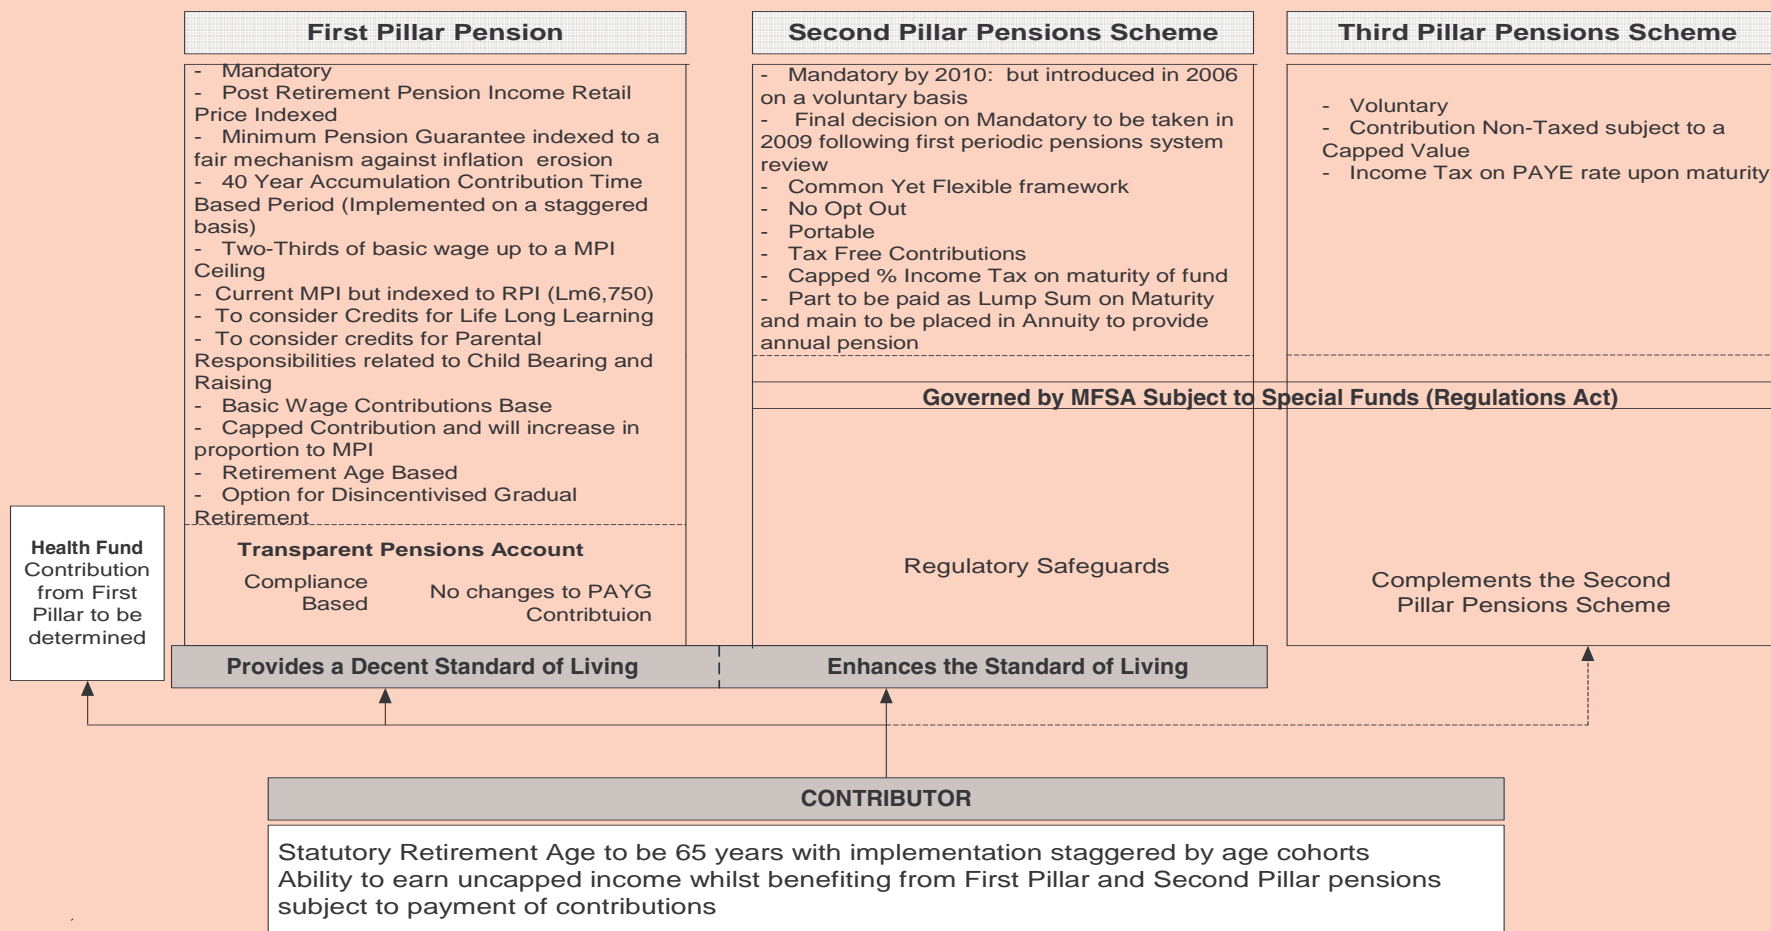 First Pillar Pension
- Mandatory
- Post Retirement Pension Income Retail
Price Indexed
- Minimum Pension Guarantee indexed to a
fair mechanism against inflation erosion
- 40 Year Accumulation Contribution Time
Based Period (Implemented on a staggered
basis)
- Two-Thirds of basic wage up to a MPI
Ceiling
- Current MPI but indexed to RPI (Lm6,750)
- To consider Credits for Life Long Learning
- To consider credits for Parental
Responsibilities related to Child Bearing and
Raising
- Basic Wage Contributions Base
- Capped Contribution and will increase in
proportion to MPI
- Retirement Age Based
- Option for Disincentivised Gradual
Retirement
Transparent Pensions Account
Compliance
Based
No changes to PAYG
Contribtuion
Second Pillar Pensions Scheme
- Mandatory by 2010: but introduced in 2006
on a voluntary basis
- Final decision on Mandatory to be taken in
2009 following first periodic pensions system
review
- Common Yet Flexible framework
- No Opt Out
- Portable
- Tax Free Contributions
- Capped % Income Tax on maturity of fund
- Part to be paid as Lump Sum on Maturity
and main to be placed in Annuity to provide
annual pension
Third Pillar Pensions Scheme
- Voluntary
- Contribution Non-Taxed subject to a
Capped Value
- Income Tax on PAYE rate upon maturity
Governed by MFSA Subject to Special Funds (Regulations Act)
Regulatory Safeguards
Complements the Second
Pillar Pensions Scheme
Health Fund
Contribution
from First
Pillar to be
determined
Provides a Decent Standard of Living
Enhances the Standard of Living
CONTRIBUTOR
Statutory Retirement Age to be 65 years with implementation staggered by age cohorts
Ability to earn uncapped income whilst benefiting from First Pillar and Second Pillar pensions
subject to payment of contributions